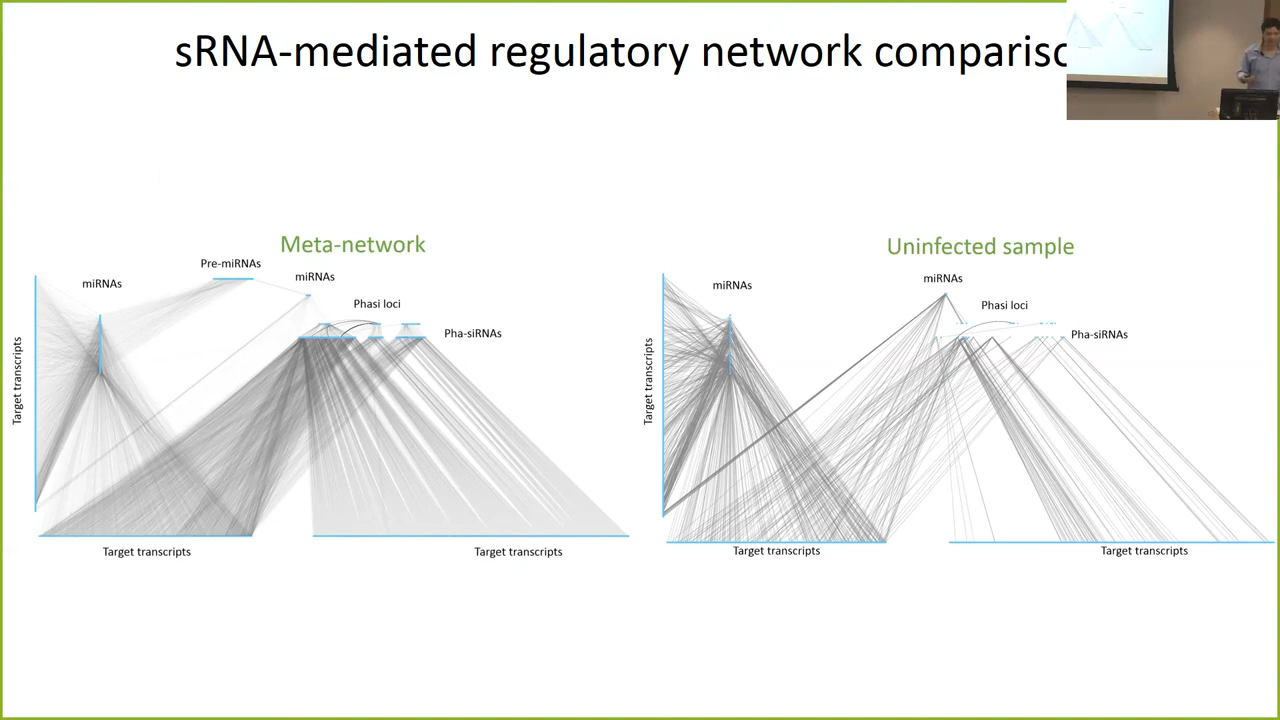 sRNA-mediated regulatory network
Meta-network
Uninfected sample
Pre-miRNAs
miRNAs
miRNAs
Phasi loci
Pha-siRNAs
Target transcripts
Target transcripts
Target transcripts
miRNAs
miRNAs
Phasi loci
Pha-siRNAs
Target transcripts
Target transcripts
Target transcripts